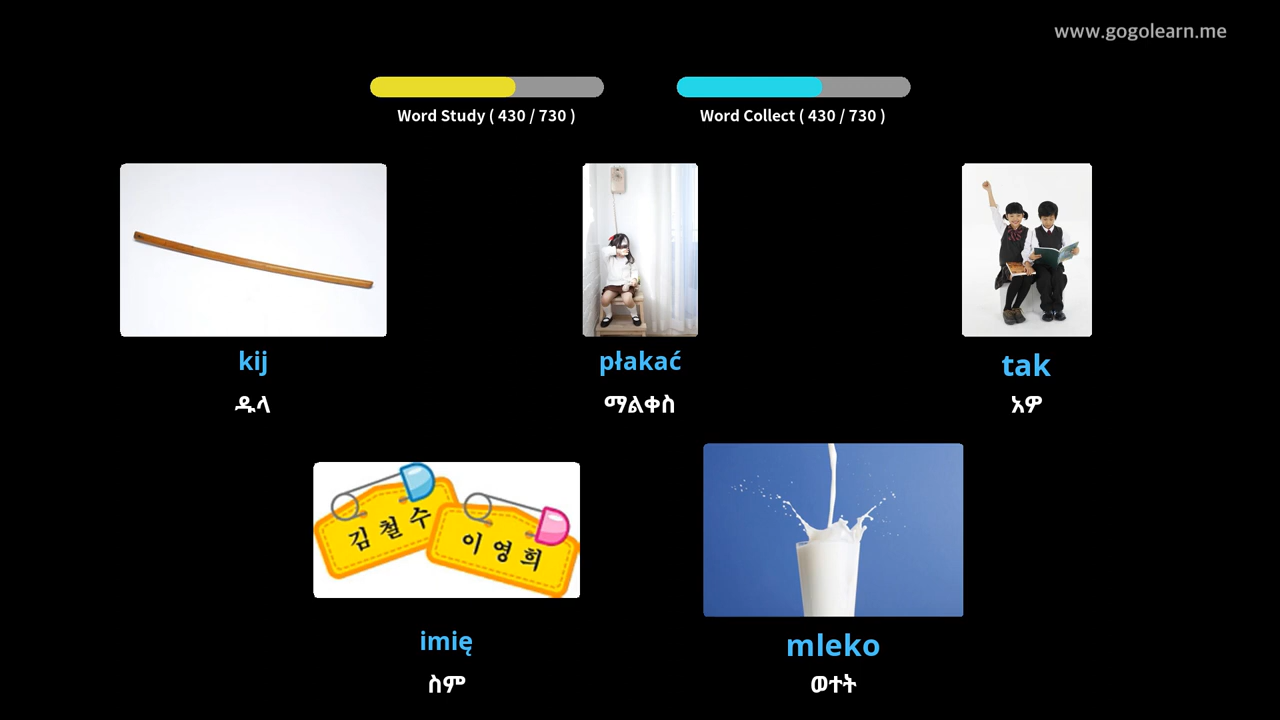 www.gogolearn.me
Word Study ( 430 / 730 )
Word Collect ( 430 / 730 )
kij
ዱላ
płakać
ማልቀስ
tak
አዎ
김철수
이영희
imię
ስም
mleko
ወተት